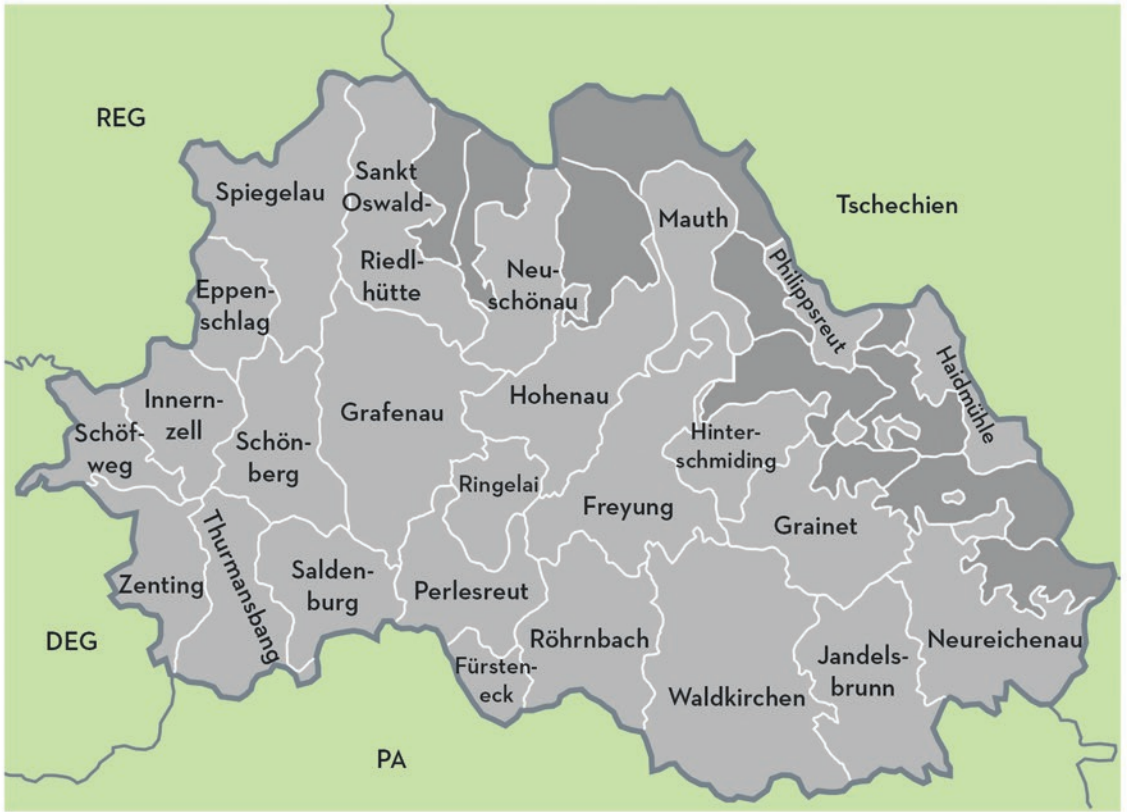 REG
Tschechien
Spiegelau
Sankt
Oswald-
Riedl-
hütte
Mauth
Philippsreut
Neu-
schönau
Eppen-
schlag
Haidmühle
Innern-
zell
Schöf-
weg
Schön-
berg
Grafenau
Hohenau
Hinter-
schmiding
Ringelai
Freyung
Grainet
Thurmansbang
Zenting
Salden-
burg
Perlesreut
Röhrnbach
Fürsten-
eck
Waldkirchen
Jandels-
brunn
Neureichenau
DEG
PA